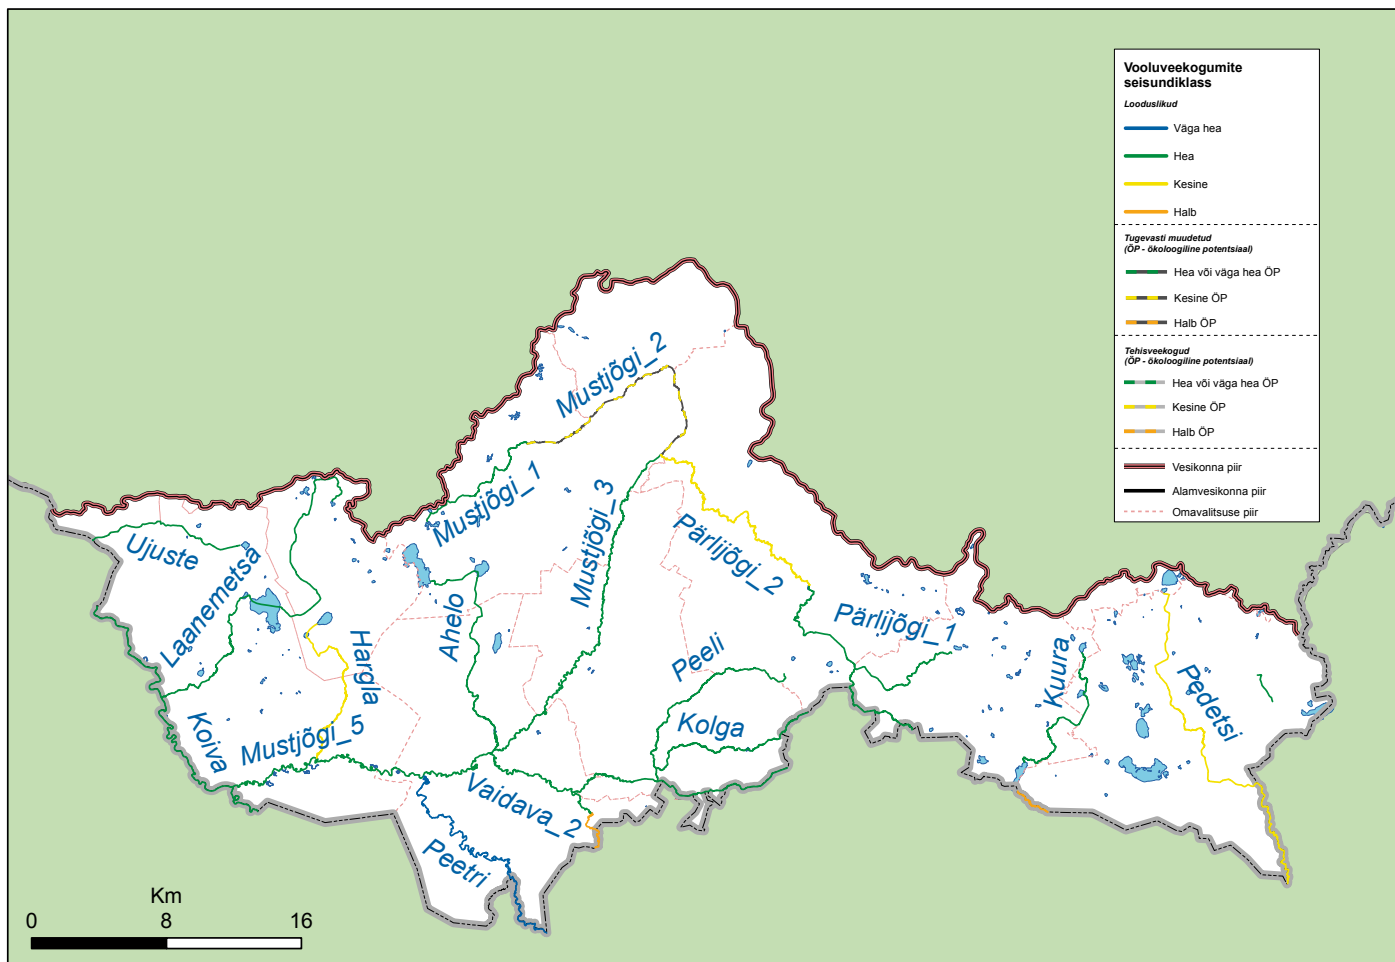 Vooluveekogumite
seisundiklass
Looduslikud
Väga hea
Hea
Kesine
Halb
Tugevasti muudetud
(ÖP - ökoloogiline potentsiaal)
Hea või väga hea ÖP
Kesine ÖP
Halb ÖP
Tehisveekogud
(ÖP - ökoloogiline potentsiaal)
Hea või väga hea ÖP
Kesine ÖP
Halb ÖP
Vesikonna piir
Alamvesikonna piir
Omavalitsuse piir
Mustjõgi_2
Mustjõgi_1
Mustjõgi_3
Pärlijõgi_2
Pärlijõgi_1
Ujuste
Laanemetsa
Hargla
Ahelo
Peeli
Kolga
Kuura
Pedetsi
Koiva
Mustjõgi_5
Vaidava_2
Peetri
Km
0 8 16